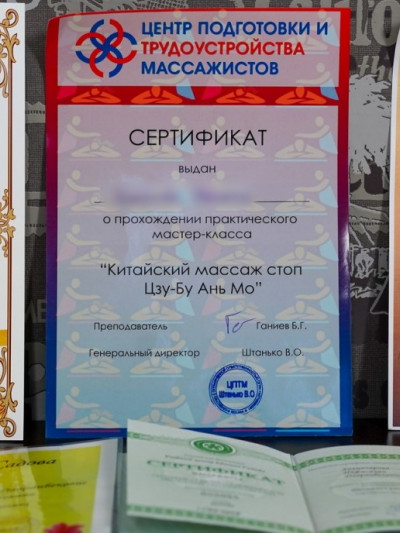 ЦЕНТР ПОДГОТОВКИ И
ТРУДОУСТРОЙСТВА
МАССАЖИСТОВ
СЕРТИФИКАТ
выдан
о прохождении практического
мастер-класса
“Китайский массаж стоп
Цзу-Бу Ань Мо”
Преподаватель Ганиев Б.Г.
Генеральный директор Штанько В.О.
ЦПТМ
Штанько В.О
СЕРТИФИКАТ